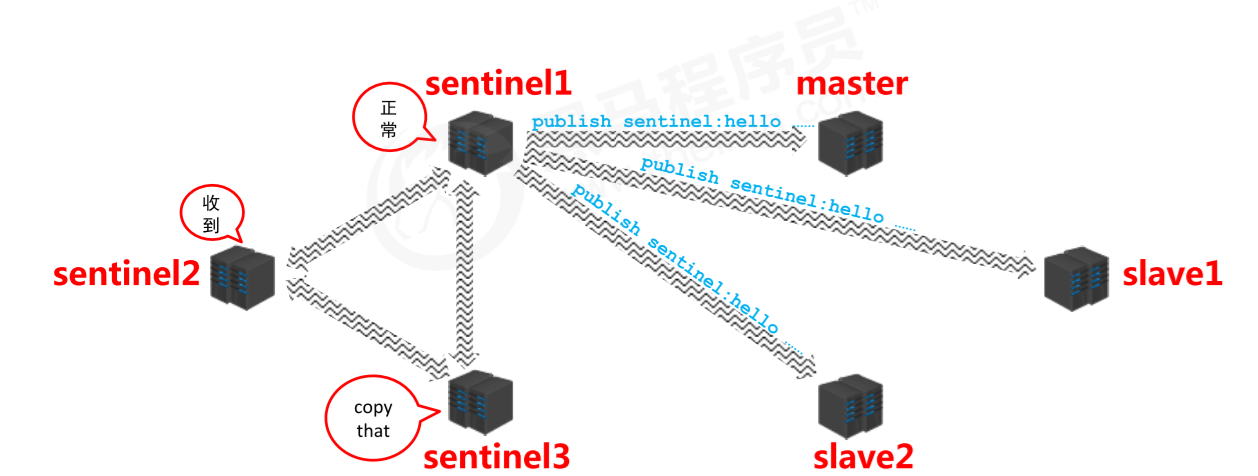 sentinel1
master
正
常
publish sentinel:hello ……
publish sentinel:hello ……
publish sentinel:hello ……
收
到
sentinel2
slave1
copy
that
sentinel3
slave2